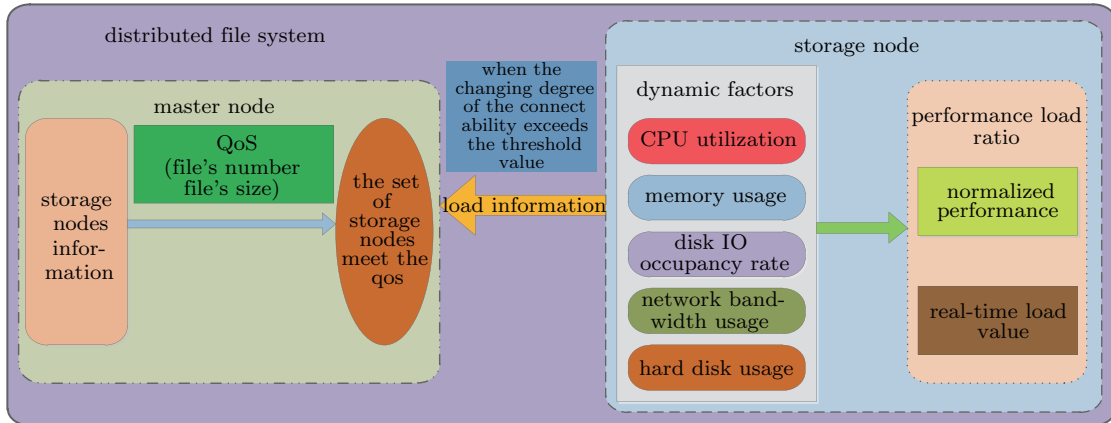 distributed file system
master node
storage
nodes
infor-
mation
QoS
(file's number
file's size)
the set
of
storage
nodes
meet the
qos
when the
changing degree
of the connect
ability exceeds
the threshold
value
load information
storage node
dynamic factors
CPU utilization
memory usage
disk IO
occupancy rate
network band-
width usage
hard disk usage
performance load
ratio
normalized
performance
real-time load
value